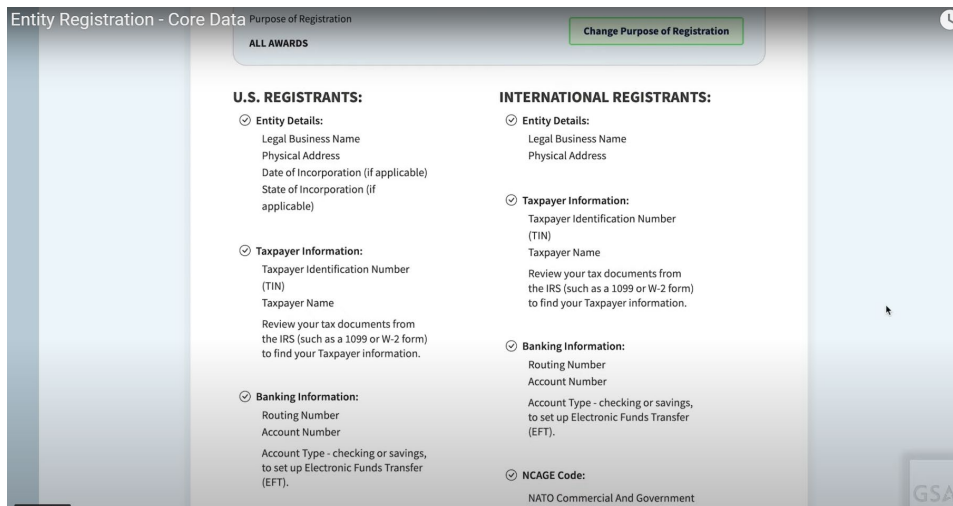 Entity Registration - Core Data
Purpose of Registration
ALL AWARDS
Change Purpose of Registration
U.S. REGISTRANTS:
Entity Details:
Legal Business Name
Physical Address
Date of Incorporation (if applicable)
State of Incorporation (if
applicable)
Taxpayer Information:
Taxpayer Identification Number
(TIN)
Taxpayer Name
Review your tax documents from
the IRS (such as a 1099 or W-2 form)
to find your Taxpayer information.
Banking Information:
Routing Number
Account Number
Account Type - checking or savings,
to set up Electronic Funds Transfer
(EFT).
INTERNATIONAL REGISTRANTS:
Entity Details:
Legal Business Name
Physical Address
Taxpayer Information:
Taxpayer Identification Number
(TIN)
Taxpayer Name
Review your tax documents from
the IRS (such as a 1099 or W-2 form)
to find your Taxpayer information.
Banking Information:
Routing Number
Account Number
Account Type - checking or savings,
to set up Electronic Funds Transfer
(EFT).
NCAGE Code:
NATO Commercial And Government
GSA